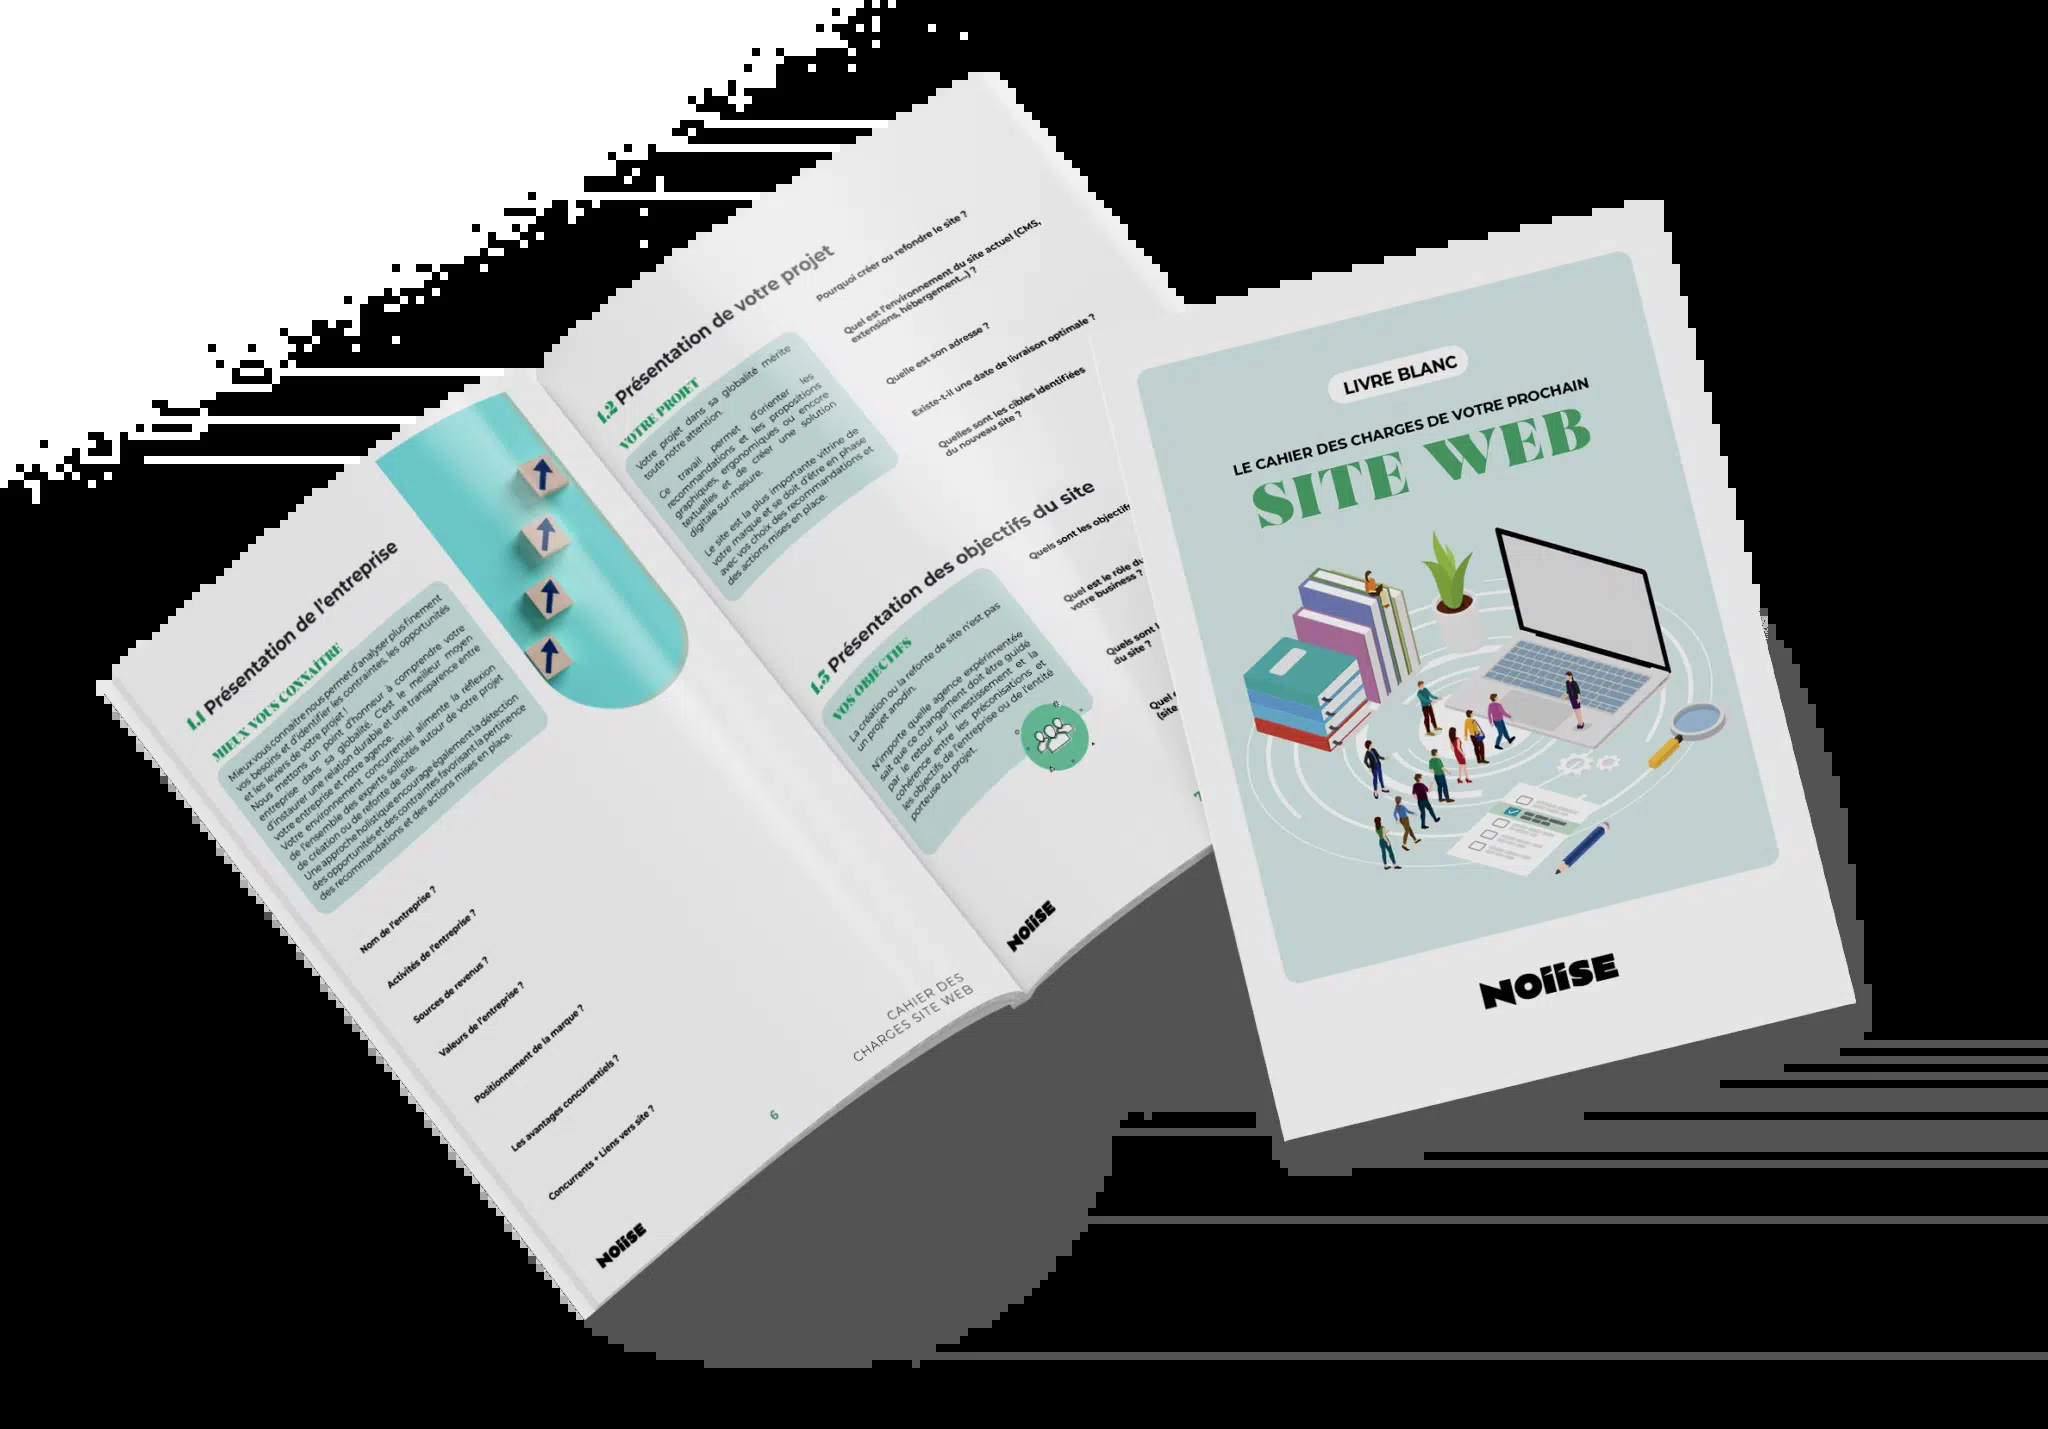 1.1 Présentation de l'entreprise
MIEUX VOUS CONNAÎTRE
Mieux vous connaître nous permet d'analyser plus finement
vos besoins et d'identifier les contraintes, les opportunités
et les leviers de votre projet !
Nous mettons un point d'honneur à comprendre votre
entreprise dans sa globalité. C'est le meilleur moyen
d'instaurer une relation durable et une transparence entre
votre entreprise et notre agence.
Votre environnement concurrentiel alimente la réflexion
de l'ensemble des experts sollicités autour de votre projet
de création ou de refonte de site.
Une approche holistique encourage également la détection
des opportunités et des contraintes favorisant la pertinence
des recommandations et des actions mises en place.
Nom de l'entreprise ?
Activités de l'entreprise ?
Sources de revenus ?
Valeurs de l'entreprise ?
Positionnement de la marque ?
Les avantages concurrentiels ?
Concurrents + Liens vers site ?
NOIISE
6
CAHIER DES
CHARGES SITE WEB
1.2 Présentation de votre projet
VOTRE PROJET
Votre projet dans sa globalité mérite
toute notre attention.
Ce travail permet d'orienter les
recommandations et les propositions
graphiques, ergonomiques ou encore
textuelles et de créer une solution
digitale sur-mesure.
Le site est la plus importante vitrine de
votre marque et se doit d'être en phase
avec vos choix des recommandations et
des actions mises en place.
Pourquoi créer ou refondre le site ?
Quel est l'environnement du site actuel (CMS,
extensions, hébergement...) ?
Quelle est son adresse ?
Existe-t-il une date de livraison optimale ?
Quelles sont les cibles identifiées
du nouveau site ?
1.3 Présentation des objectifs du site
VOS OBJECTIFS
La création ou la refonte de site n'est pas
un projet anodin.
N'importe quelle agence expérimentée
sait que ce changement doit être guidé
par le retour sur investissement et la
cohérence entre les préconisations et
les objectifs de l'entreprise ou de l'entité
porteuse du projet.
Quels sont les objectifs
Quel est le rôle du
votre business ?
Quels sont
du site ?
Quel
(site
7
NOIISE
LIVRE BLANC
LE CAHIER DES CHARGES DE VOTRE PROCHAIN
SITE WEB
NOIISE